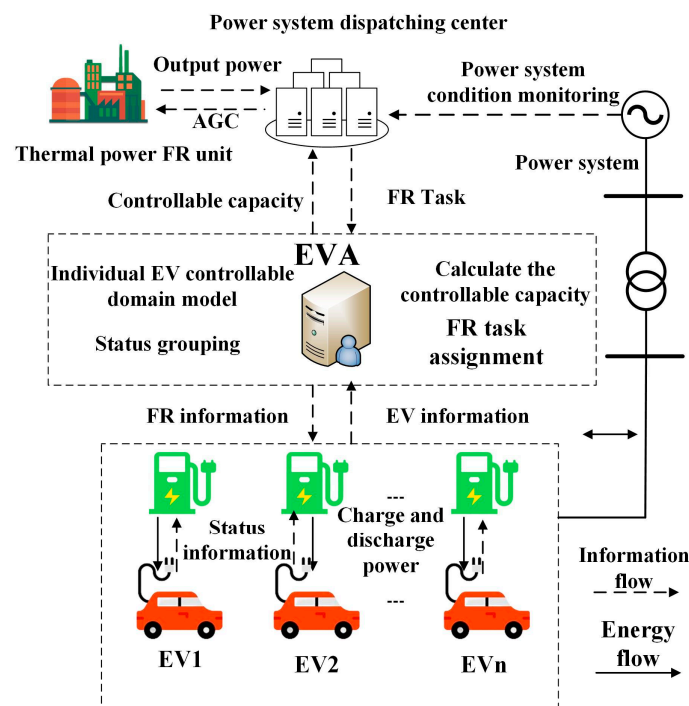 Power system dispatching center
Output power
AGC
Thermal power FR unit
Power system
condition monitoring
Power system
Controllable capacity
FR Task
EVA
Individual EV controllable
domain model
Status grouping
Calculate the
controllable capacity
FR task
assignment
FR information
EV information
Status
information
Charge and
discharge
power
---
---
EV1
EV2
EVn
Information
flow
Energy
flow